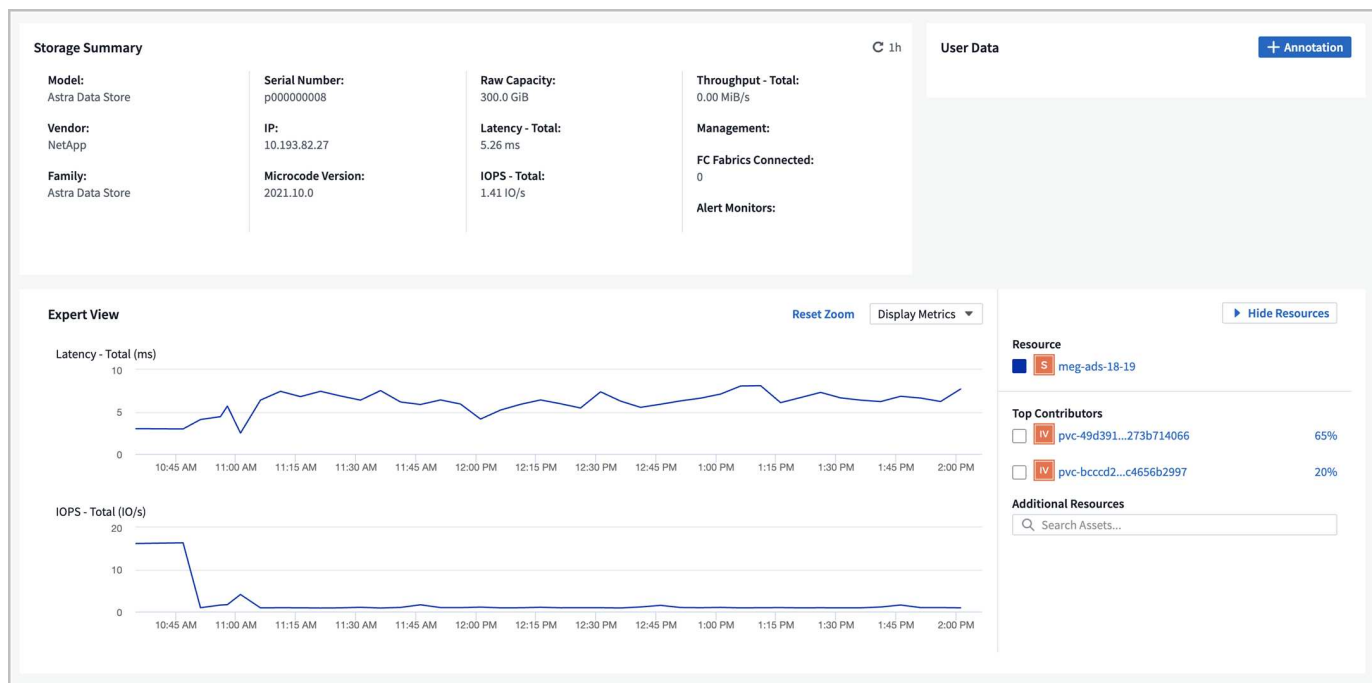 Storage Summary
1h
Model:
Astra Data Store
Vendor:
NetApp
Family:
Astra Data Store
Serial Number:
p000000008
IP:
10.193.82.27
Microcode Version:
2021.10.0
Raw Capacity:
300.0 GiB
Latency - Total:
5.26 ms
IOPS - Total:
1.41 IO/s
Throughput - Total:
0.00 MiB/s
Management:
FC Fabrics Connected:
0
Alert Monitors:
User Data
+ Annotation
Expert View
Reset Zoom
Display Metrics
Latency - Total (ms)
10
5
0
10:45 AM 11:00 AM 11:15 AM 11:30 AM 11:45 AM 12:00 PM 12:15 PM 12:30 PM 12:45 PM 1:00 PM 1:15 PM 1:30 PM 1:45 PM 2:00 PM
IOPS - Total (IO/s)
20
10
0
10:45 AM 11:00 AM 11:15 AM 11:30 AM 11:45 AM 12:00 PM 12:15 PM 12:30 PM 12:45 PM 1:00 PM 1:15 PM 1:30 PM 1:45 PM 2:00 PM
Hide Resources
Resource
S meg-ads-18-19
Top Contributors
IV pvc-49d391...273b714066 65%
IV pvc-bcccd2...c4656b2997 20%
Additional Resources
Search Assets...